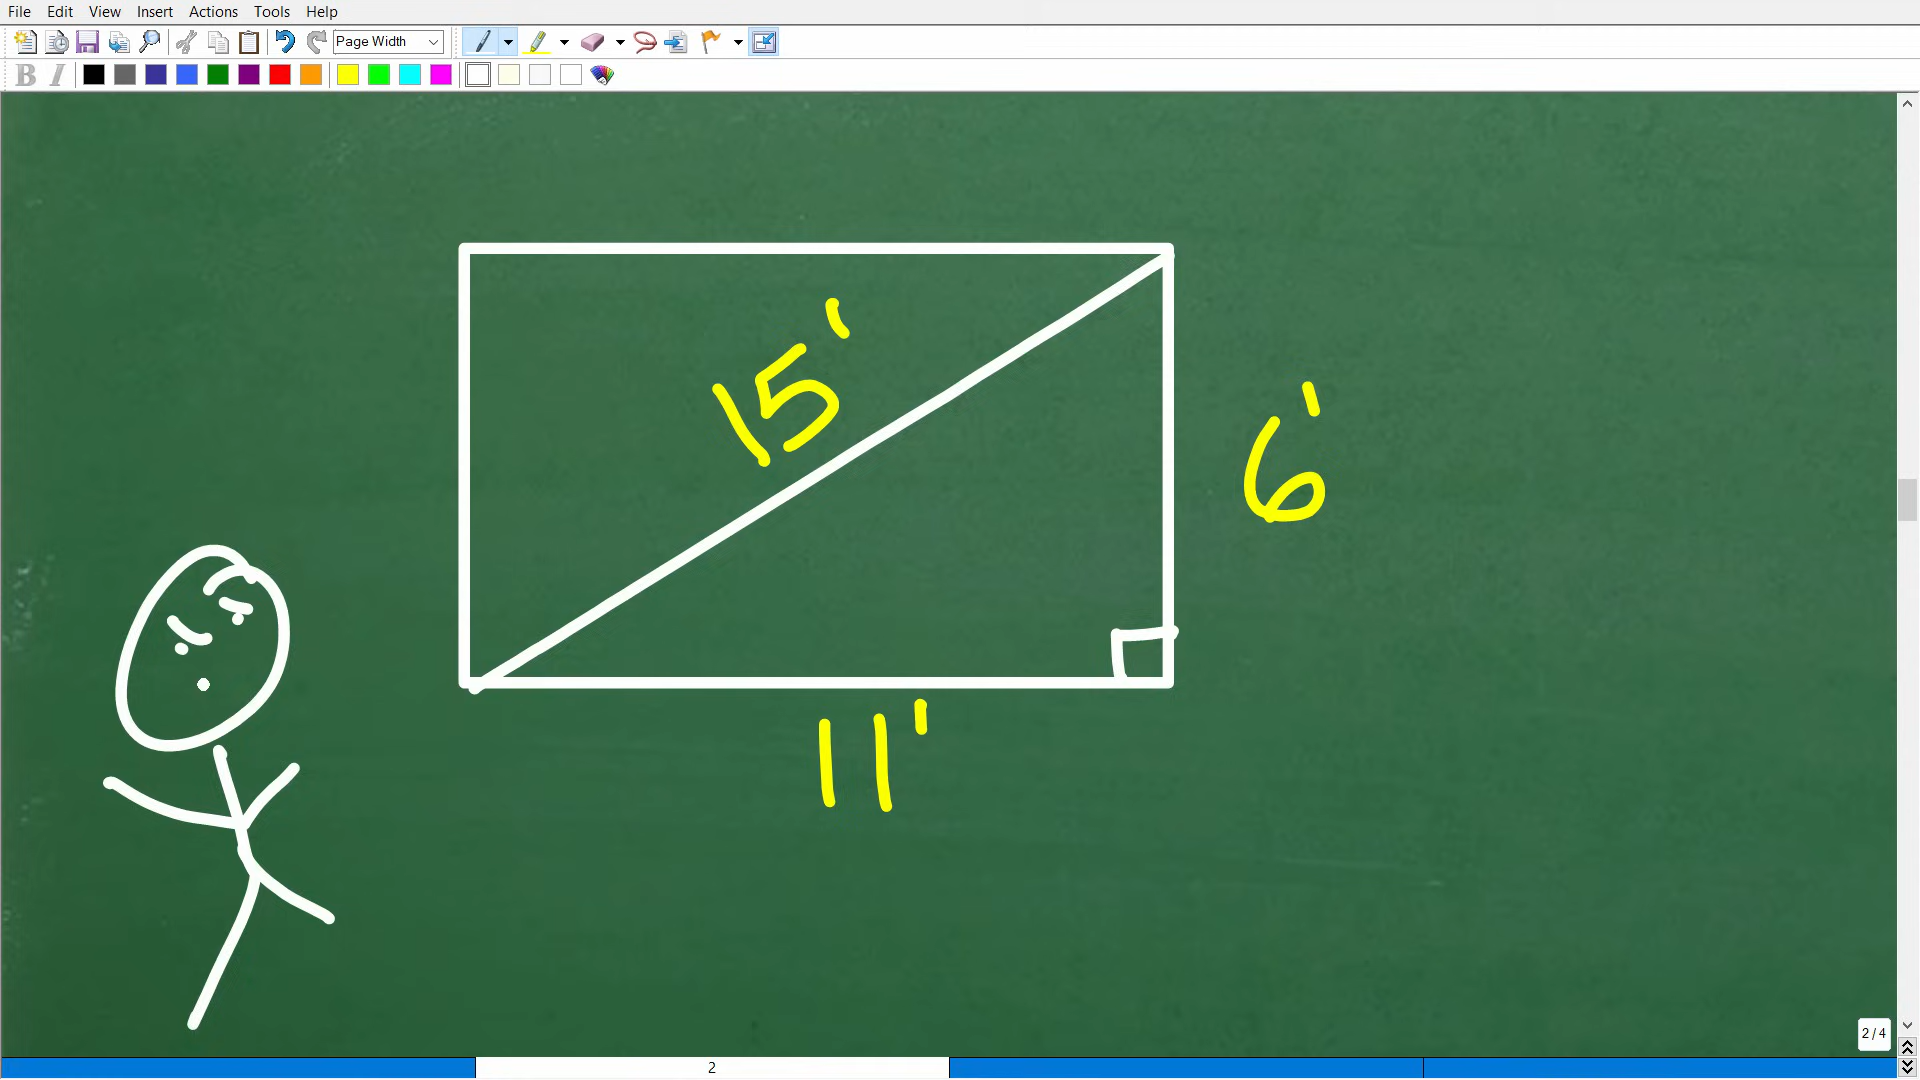 File Edit View Insert Actions Tools Help
Page Width
B I
15'
6'
11'
2 / 4
2